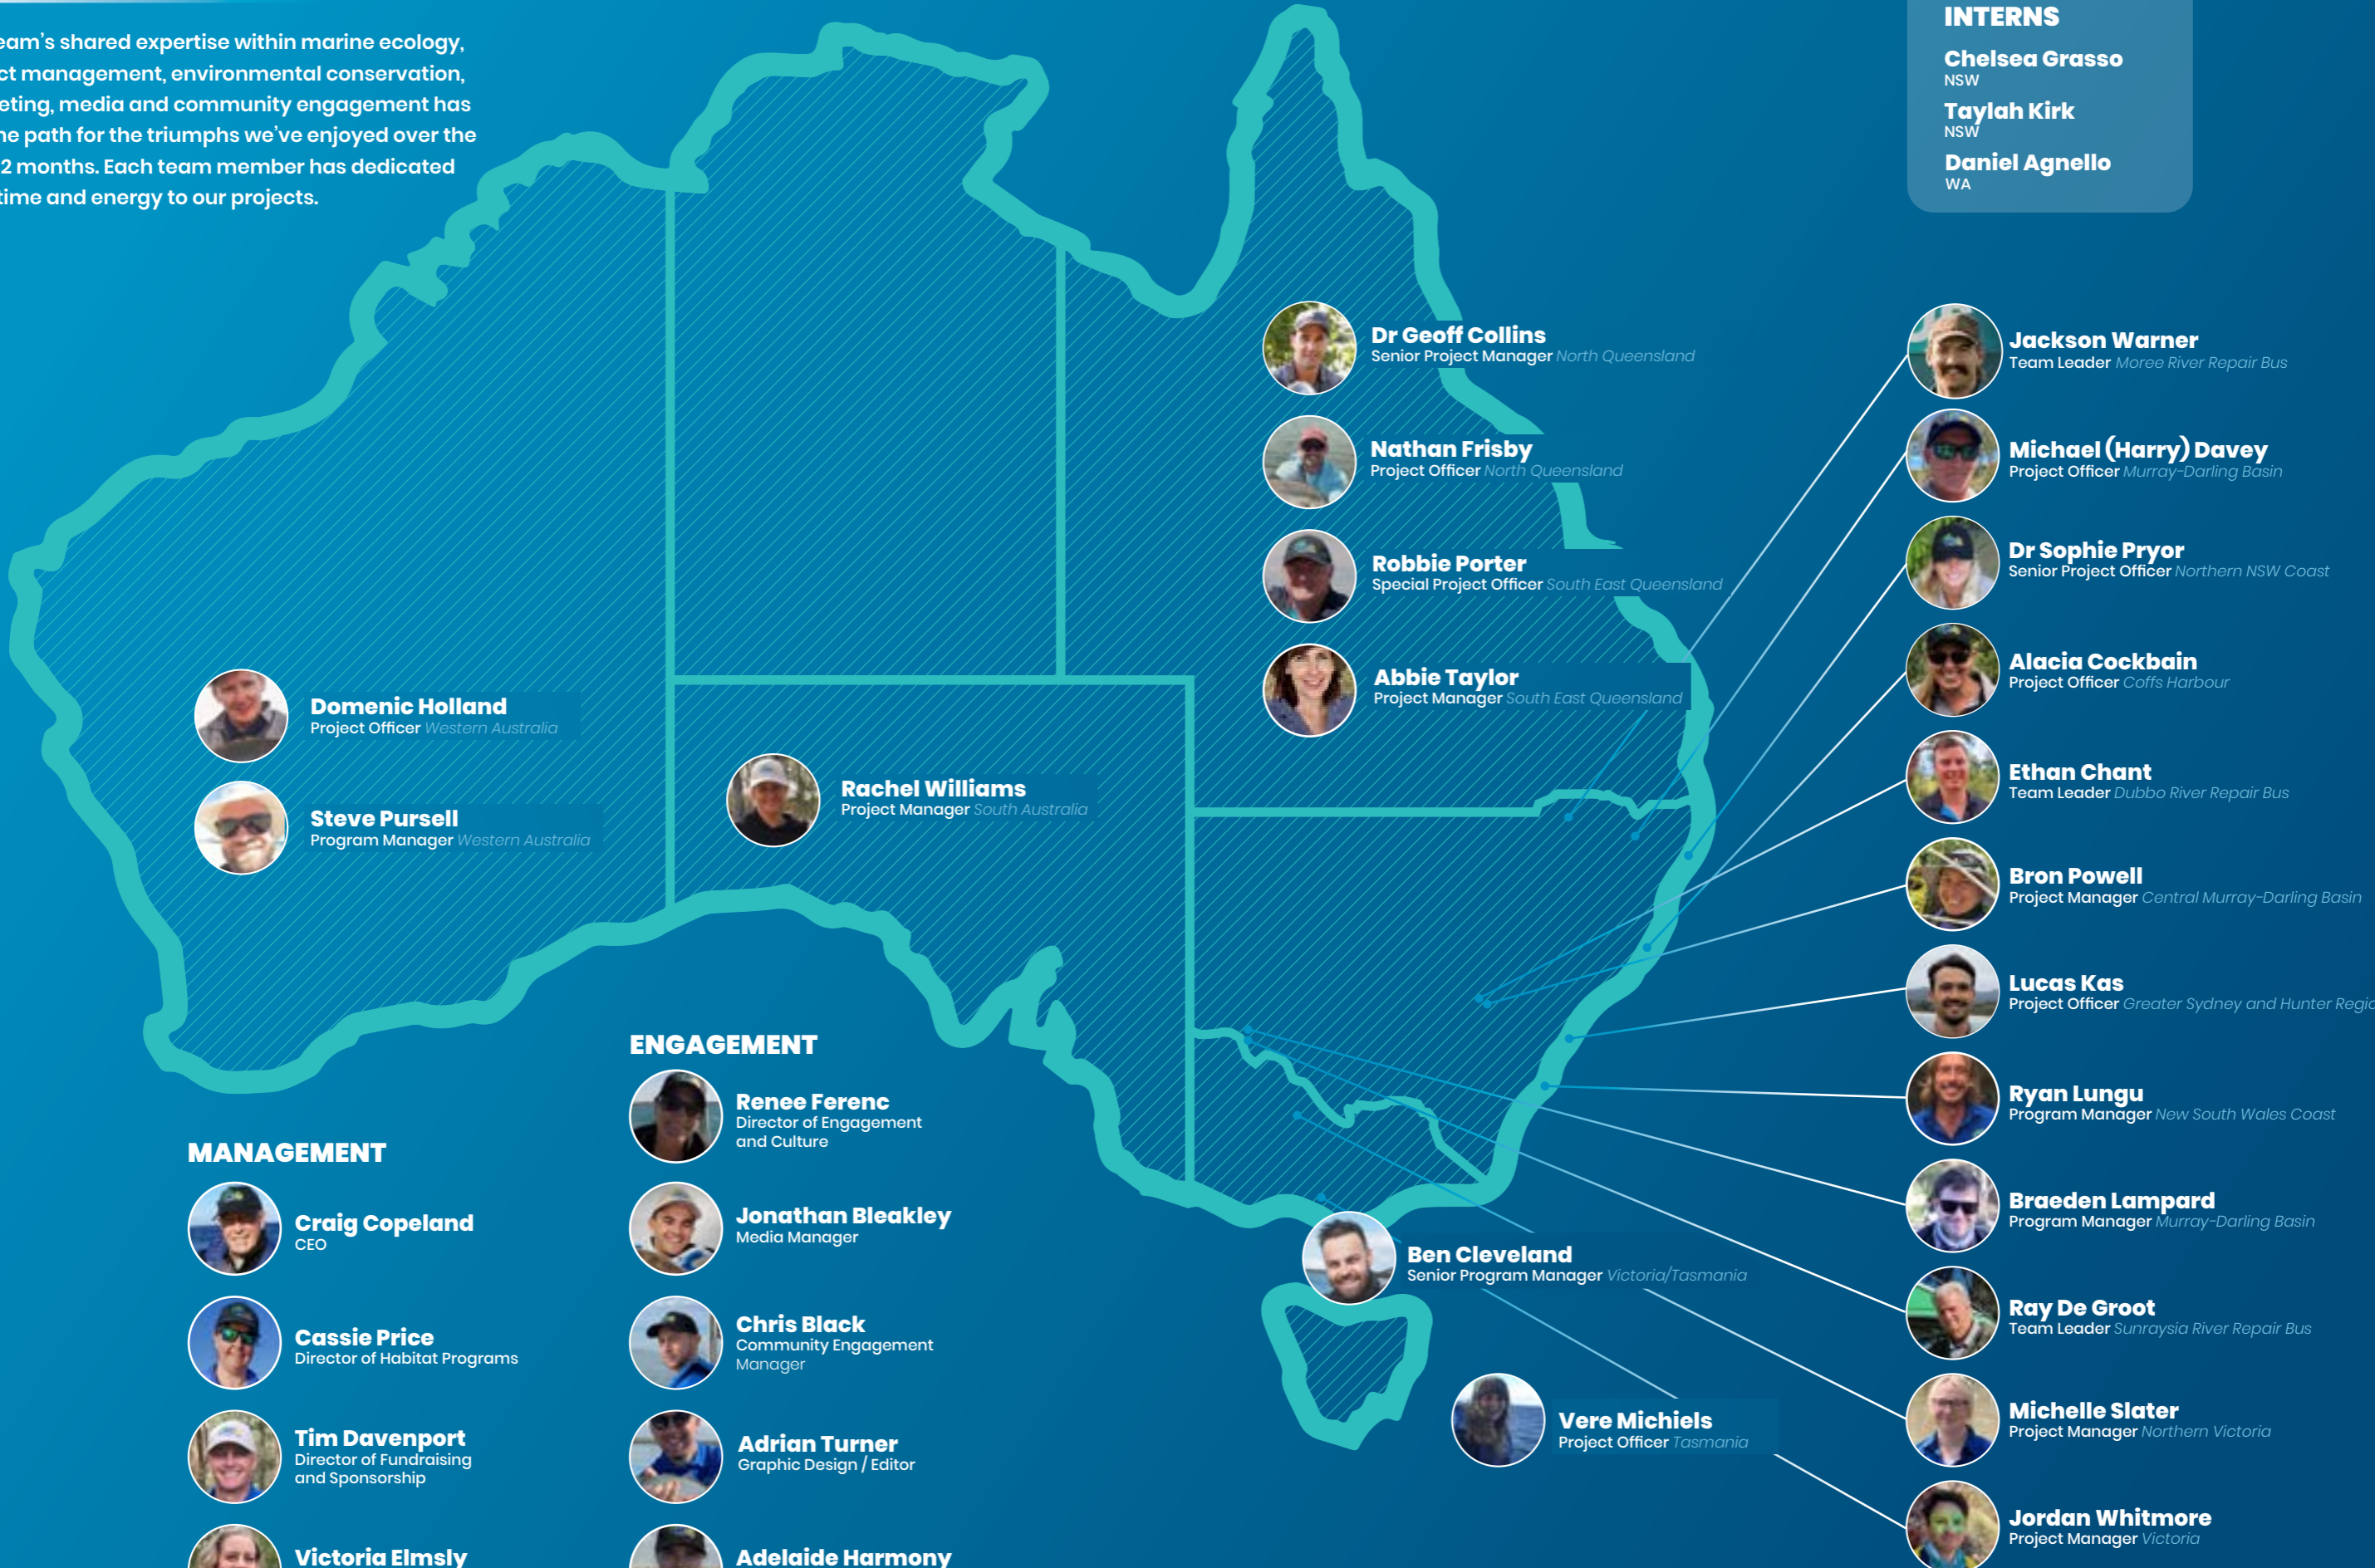 eam's shared expertise within marine ecology,
ct management, environmental conservation,
eting, media and community engagement has
he path for the triumphs we've enjoyed over the
2 months. Each team member has dedicated
time and energy to our projects.
INTERNS
Chelsea Grasso
NSW
Taylah Kirk
NSW
Daniel Agnello
WA
Dr Geoff Collins
Senior Project Manager North Queensland
Nathan Frisby
Project Officer North Queensland
Robbie Porter
Special Project Officer South East Queensland
Abbie Taylor
Project Manager South East Queensland
Domenic Holland
Project Officer Western Australia
Steve Pursell
Program Manager Western Australia
Rachel Williams
Project Manager South Australia
Jackson Warner
Team Leader Moree River Repair Bus
Michael (Harry) Davey
Project Officer Murray-Darling Basin
Dr Sophie Pryor
Senior Project Officer Northern NSW Coast
Alacia Cockbain
Project Officer Coffs Harbour
Ethan Chant
Team Leader Dubbo River Repair Bus
Bron Powell
Project Manager Central Murray-Darling Basin
Lucas Kas
Project Officer Greater Sydney and Hunter Regio
Ryan Lungu
Program Manager New South Wales Coast
Braeden Lampard
Program Manager Murray-Darling Basin
Ray De Groot
Team Leader Sunraysia River Repair Bus
Michelle Slater
Project Manager Northern Victoria
Jordan Whitmore
Project Manager Victoria
Ben Cleveland
Senior Program Manager Victoria/Tasmania
Vere Michiels
Project Officer Tasmania
MANAGEMENT
Craig Copeland
CEO
Cassie Price
Director of Habitat Programs
Tim Davenport
Director of Fundraising
and Sponsorship
Victoria Elmsly
ENGAGEMENT
Renee Ferenc
Director of Engagement
and Culture
Jonathan Bleakley
Media Manager
Chris Black
Community Engagement
Manager
Adrian Turner
Graphic Design / Editor
Adelaide Harmony